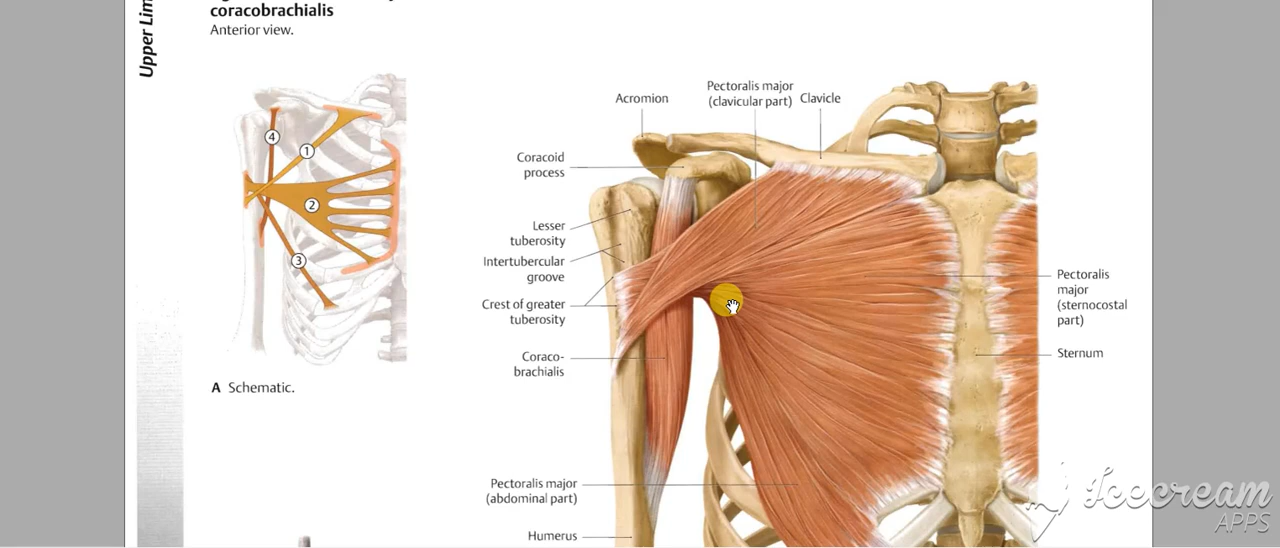 Upper Lim
coracobrachialis
Anterior view.
4
1
2
3
A Schematic.
Pectoralis major
(clavicular part)
Acromion
Clavicle
Coracoid
process
Lesser
tuberosity
Intertubercular
groove
Crest of greater
tuberosity
Coraco-
brachialis
Pectoralis
major
(sternocostal
part)
Sternum
Pectoralis major
(abdominal part)
Humerus
Icecream
APPS